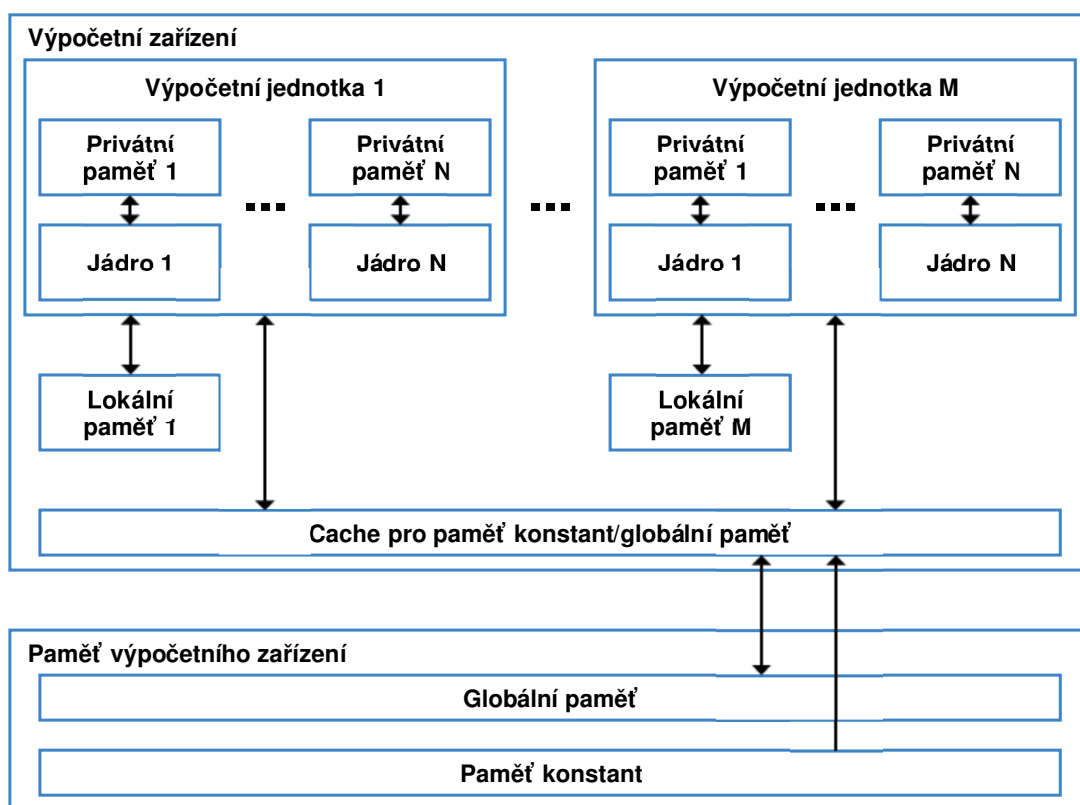 Výpočetní zařízení
Výpočetní jednotka 1
Privátní
paměť 1
Privátní
paměť N
Jádro 1
Jádro N
Lokální
paměť 1
Výpočetní jednotka M
Privátní
paměť 1
Privátní
paměť N
Jádro 1
Jádro N
Lokální
paměť M
Cache pro paměť konstant/globální paměť
Paměť výpočetního zařízení
Globální paměť
Paměť konstant